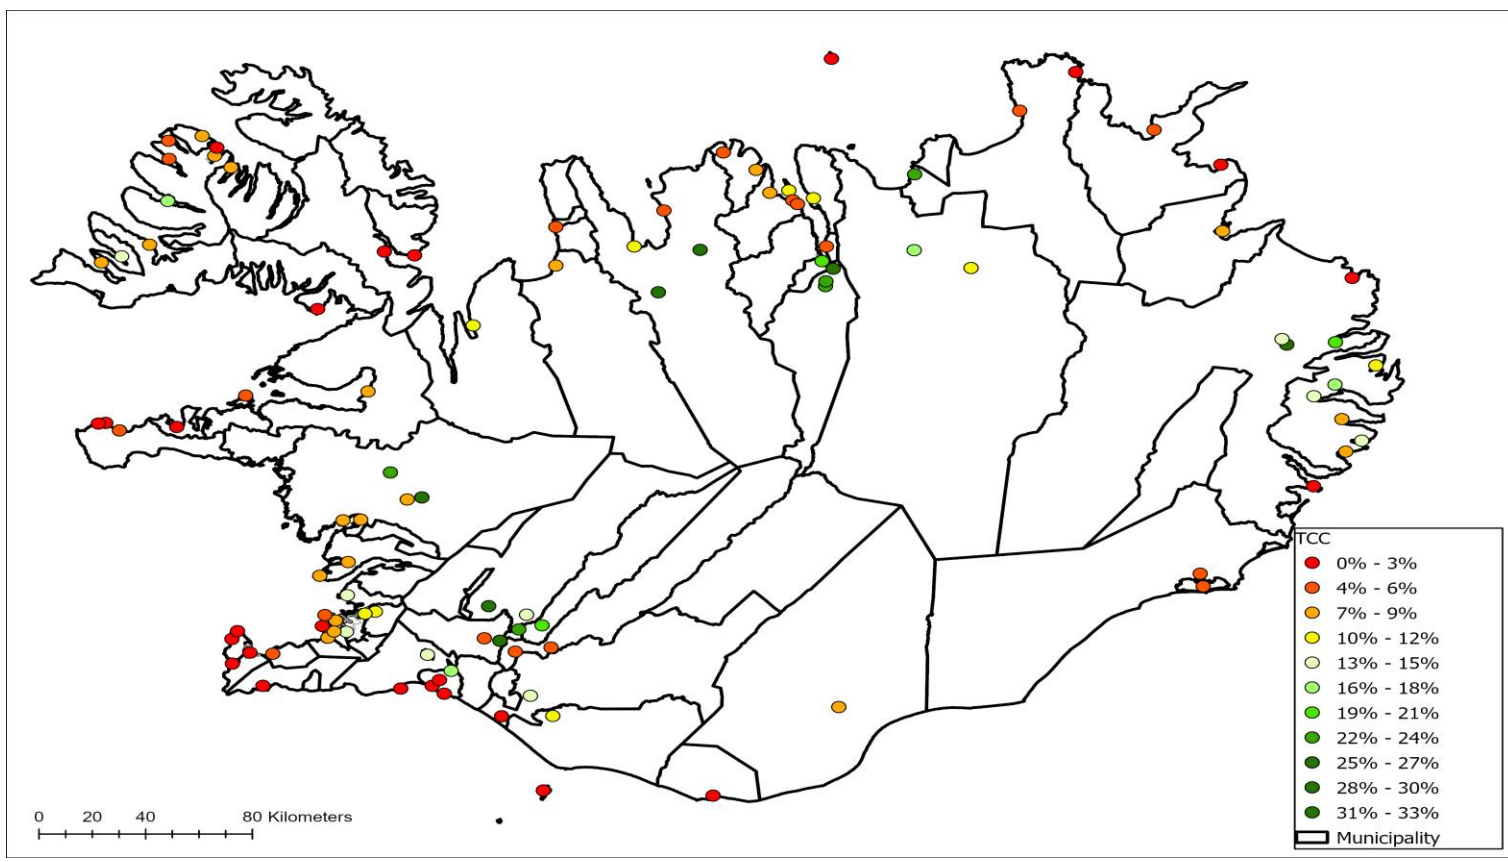 TCC
0% - 3%
4% - 6%
7% - 9%
10% - 12%
13% - 15%
16% - 18%
19% - 21%
22% - 24%
25% - 27%
28% - 30%
31% - 33%
Municipality
0 20 40 80 Kilometers